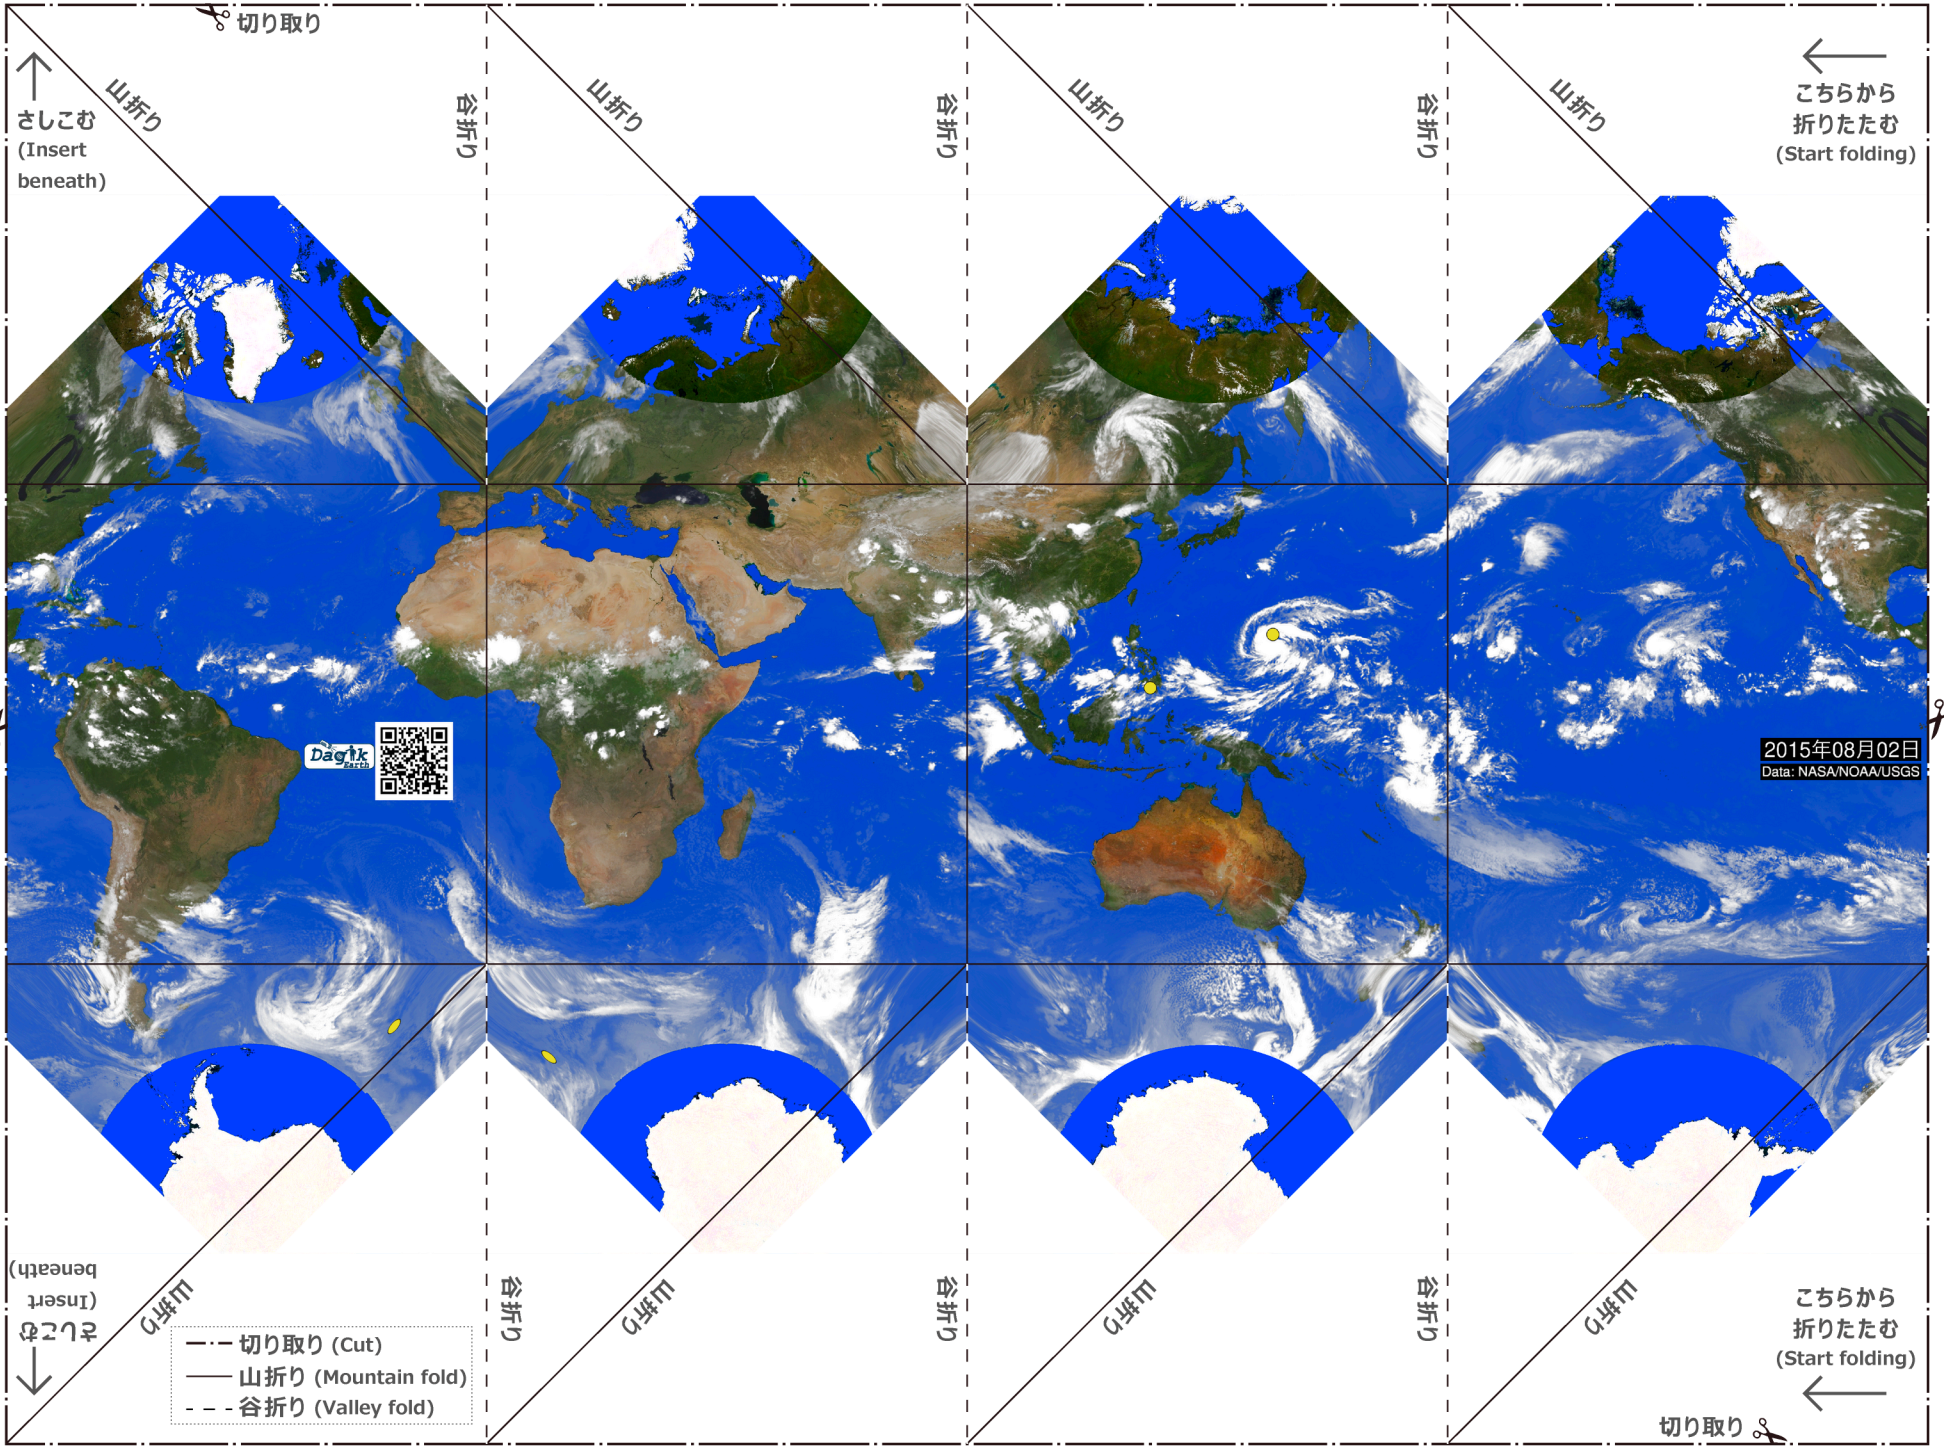 切り取り
山折り
谷折り
山折り
谷折り
山折り
谷折り
山折り
さしこむ
(Insert
beneath)
こちらから
折りたたむ
(Start folding)
Dagik
Earth
2015年08月02日
Data: NASA/NOAA/USGS
さしこむ
(Insert
beneath)
山折り
谷折り
山折り
谷折り
山折り
谷折り
山折り
こちらから
折りたたむ
(Start folding)
切り取り (Cut)
山折り (Mountain fold)
谷折り (Valley fold)
切り取り